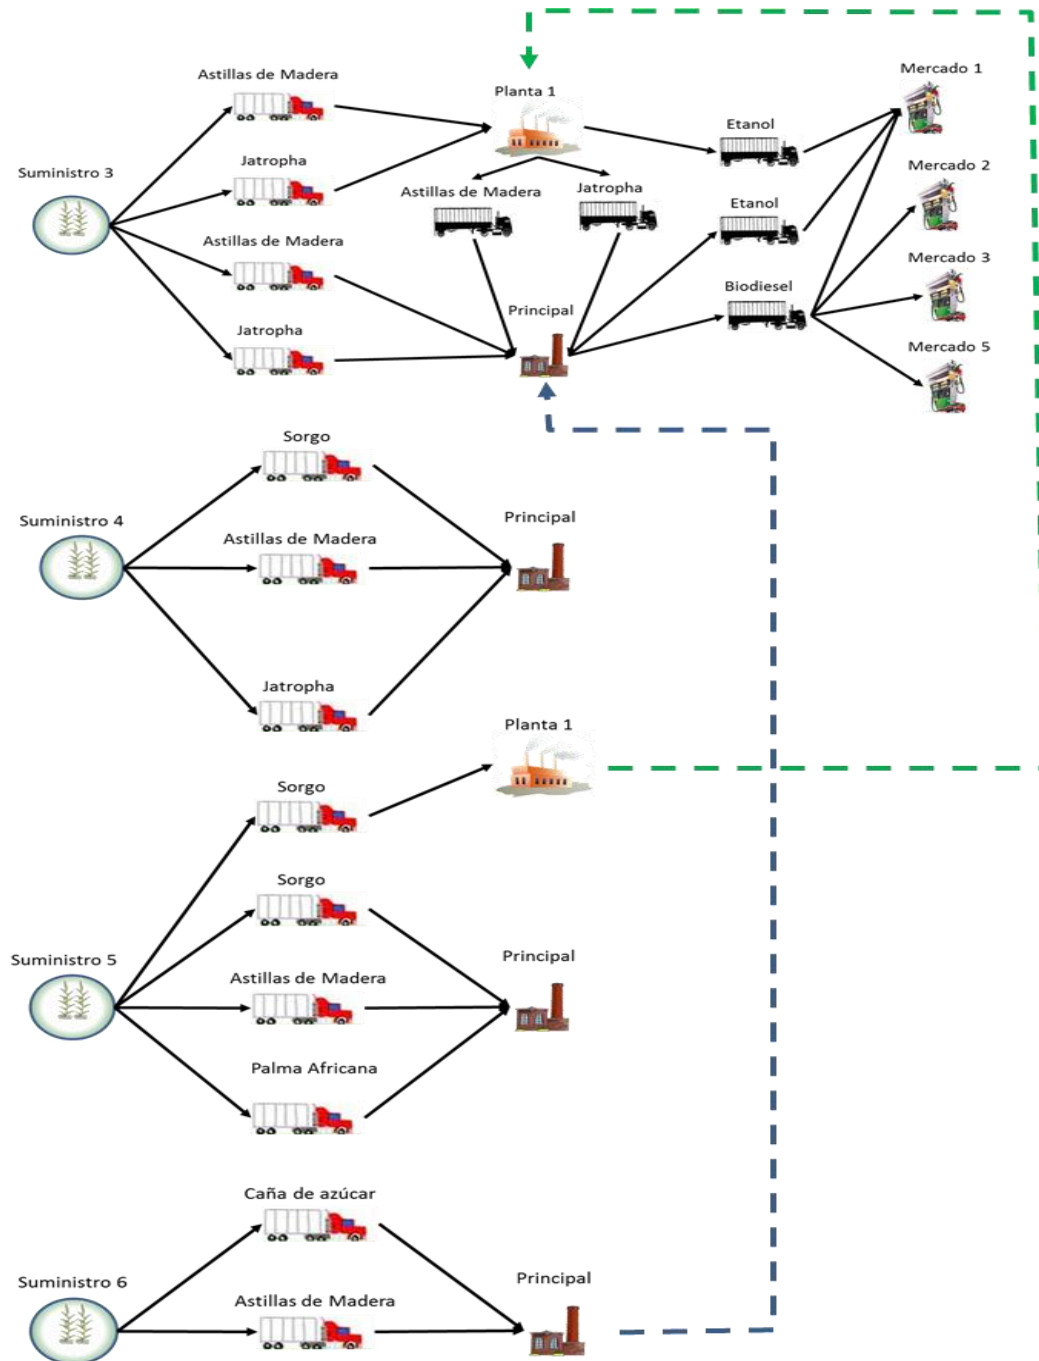 Astillas de Madera
Planta 1
Mercado 1
Etanol
Jatropha
Suministro 3
Astillas de Madera
Jatropha
Mercado 2
Etanol
Astillas de Madera
Mercado 3
Biodiesel
Principal
Jatropha
Mercado 5
Sorgo
Suministro 4
Principal
Astillas de Madera
Jatropha
Planta 1
Sorgo
Sorgo
Suministro 5
Principal
Astillas de Madera
Palma Africana
Caña de azúcar
Suministro 6
Principal
Astillas de Madera